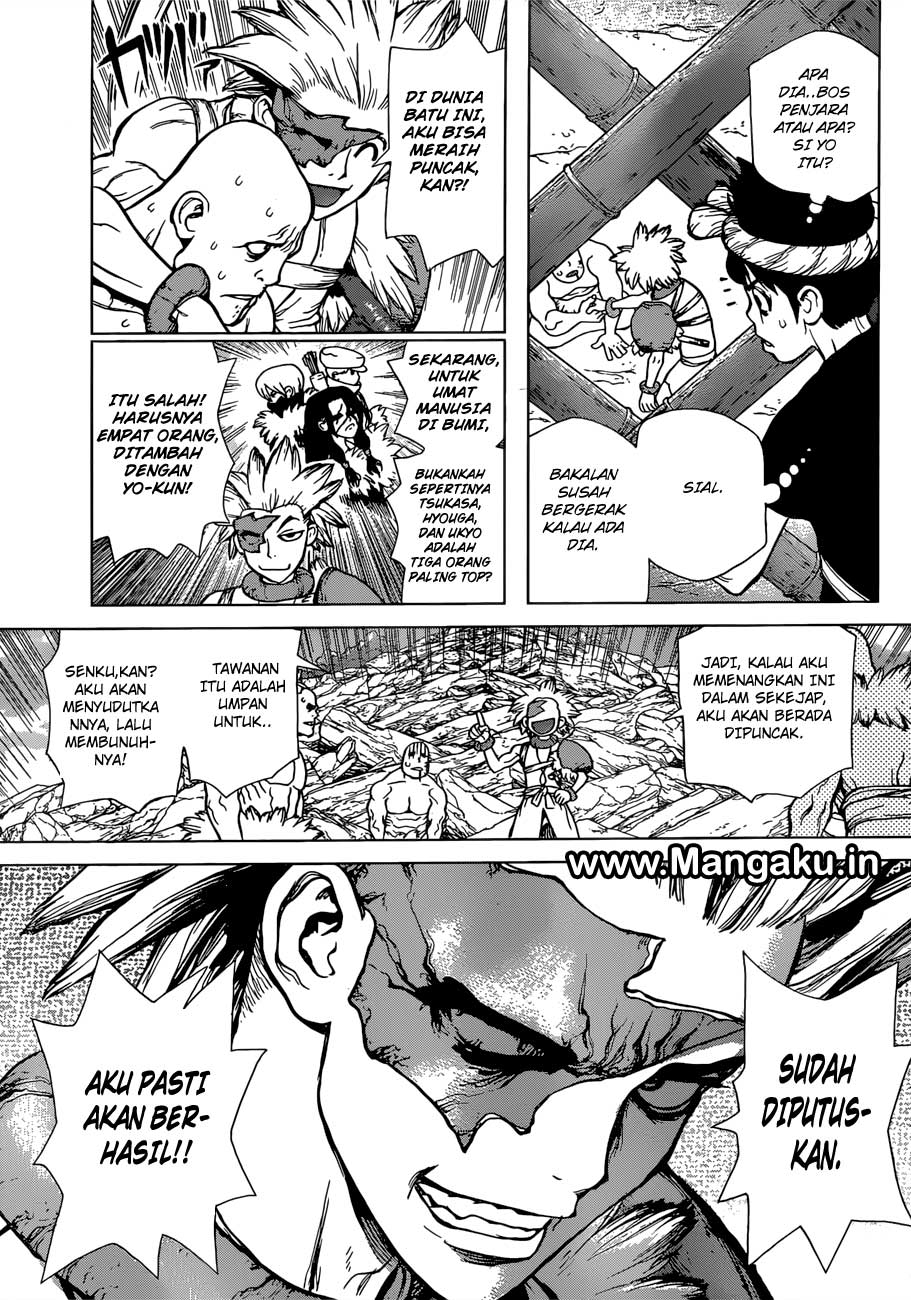 APA
DIA..BOS
PENJARA
ATAU APA?
SI YO
ITU?
SIAL.
BAKALAN
SUSAH
BERGERAK
KALAU ADA
DIA.
ガッ
DI DUNIA
BATU INI,
AKU BISA
MERAIH
PUNCAK,
KAN?!
SEKARANG,
UNTUK
UMAT
MANUSIA
DI BUMI,
BUKANKAH
SEPERTINYA
TSUKASA,
HYOUGA,
DAN UKYO
ADALAH
TIGA ORANG
PALING TOP?
ITU SALAH!
HARUSNYA
EMPAT ORANG,
DITAMBAH
DENGAN
YO-KUN!
JADI, KALAU AKU
MEMENANGKAN INI
DALAM SEKEJAP,
AKU AKAN BERADA
DIPUNCAK.
TAWANAN
ITU ADALAH
UMPAN
UNTUK..
SENKU,KAN?
AKU AKAN
MENYUDUTKA
NNYA, LALU
MEMBUNUH-
NYA!
www.Mangaku.in
SUDAH
DIPUTUS-
KAN.
AKU PASTI
AKAN BER-
HASIL!!